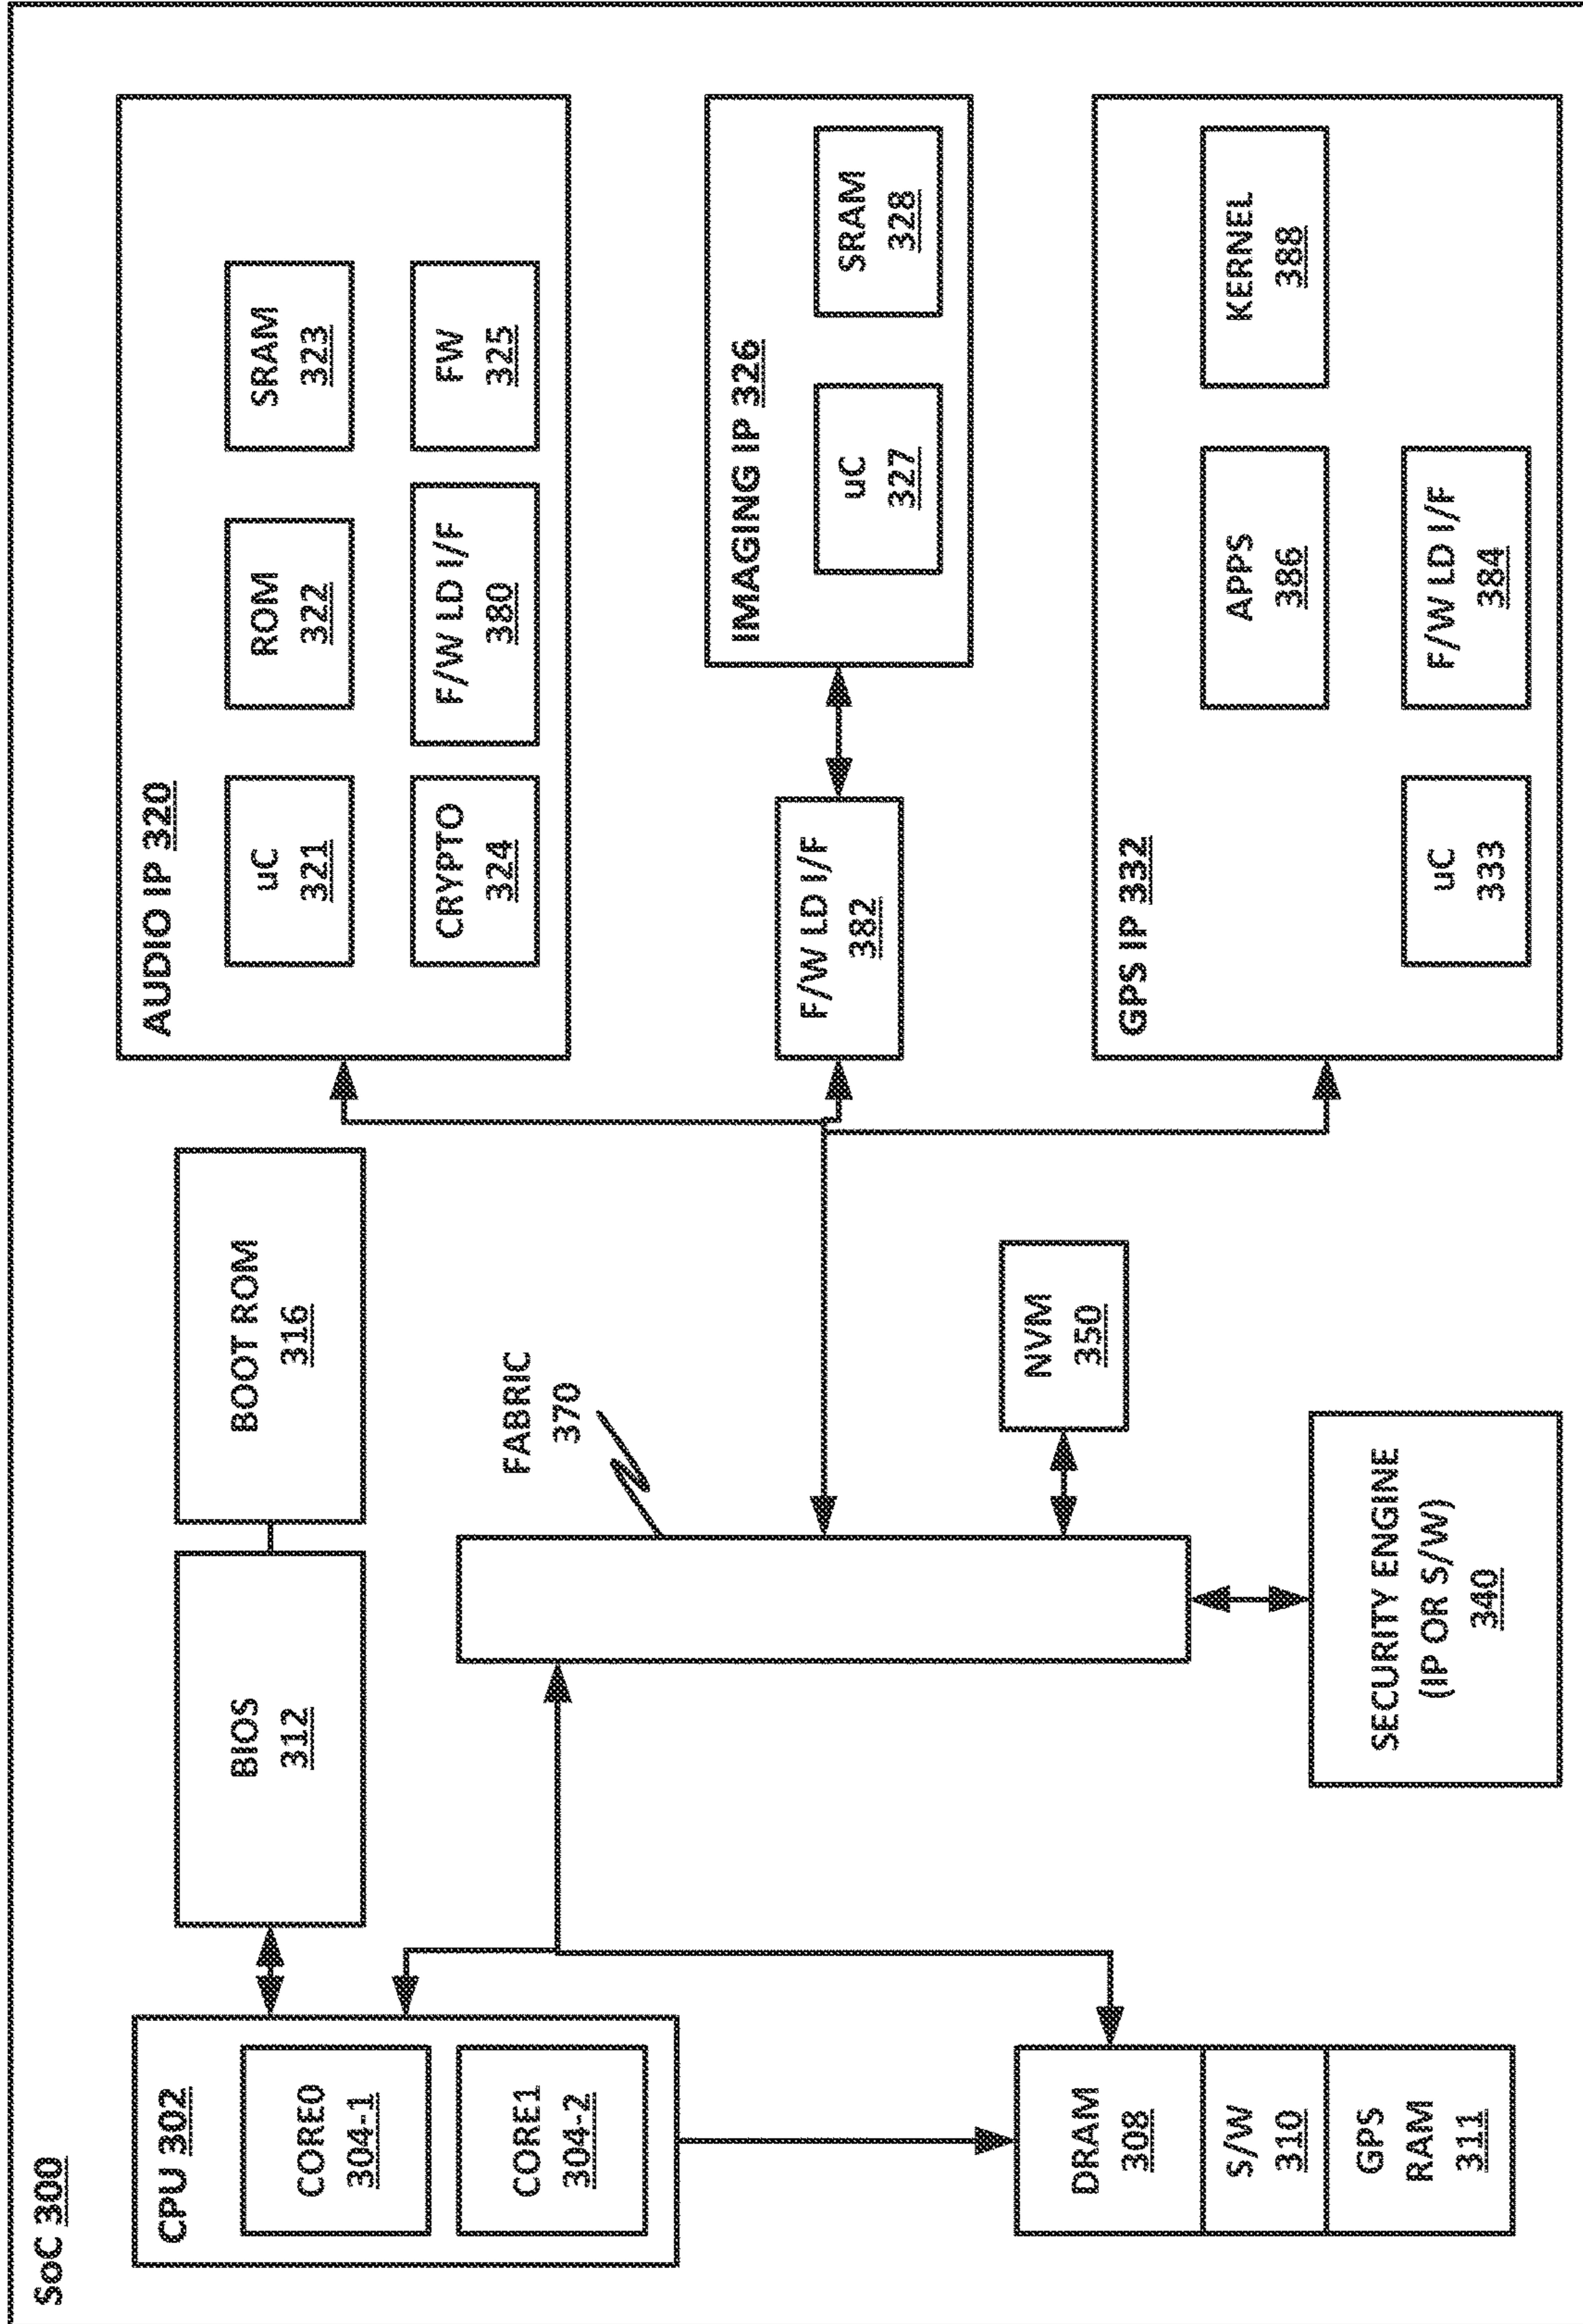 SoC 300
CPU 302
CORE0
304-1
CORE1
304-2
BIOS
312
BOOT ROM
316
DRAM
308
S/W
310
GPS
RAM
311
FABRIC
370
NVM
350
SECURITY ENGINE
(IP OR S/W)
340
AUDIO IP 320
uC
321
ROM
322
SRAM
323
CRYPTO
324
F/W LD I/F
380
FW
325
F/W LD I/F
382
IMAGING IP 326
uC
327
SRAM
328
GPS IP 332
APPS
386
KERNEL
388
uC
333
F/W LD I/F
384